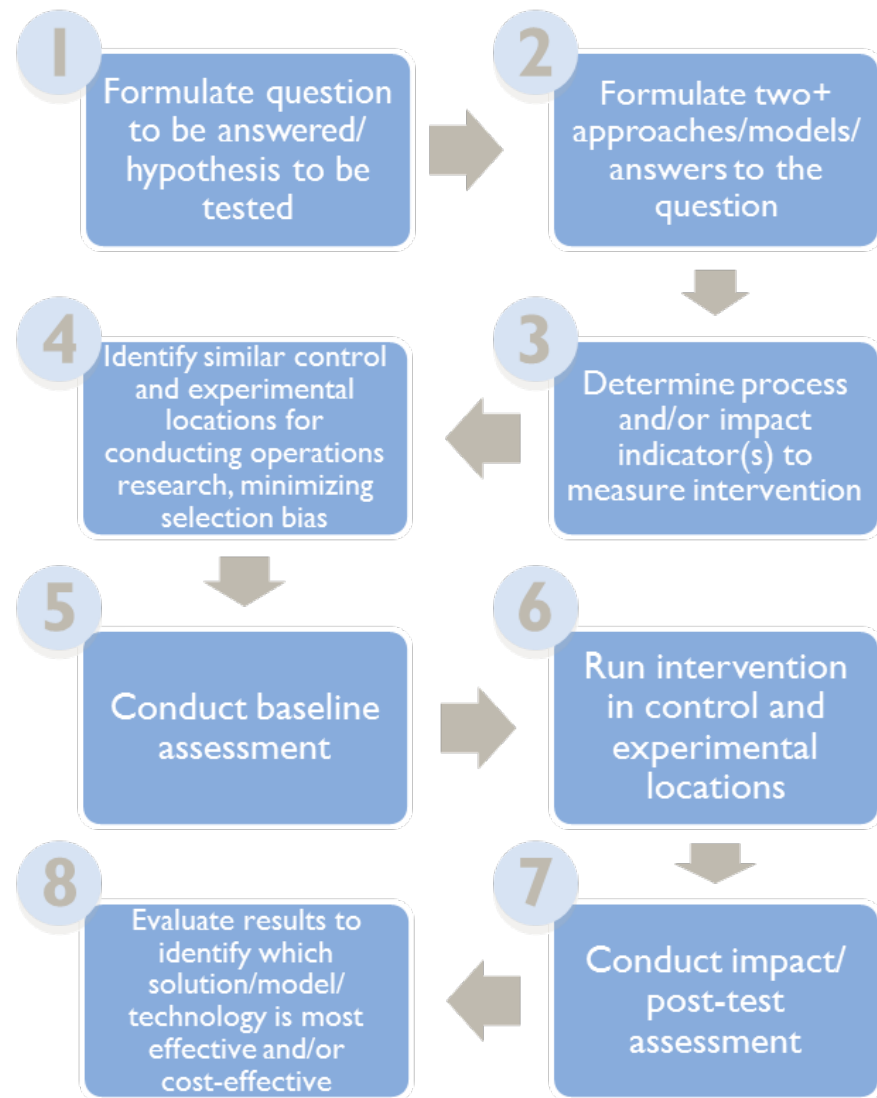 1
Formulate question
to be answered/
hypothesis to be
tested
2
Formulate two+
approaches/models/
answers to the
question
3
Determine process
and/or impact
indicator(s) to
measure intervention
4
Identify similar control
and experimental
locations for
conducting operations
research, minimizing
selection bias
5
Conduct baseline
assessment
6
Run intervention
in control and
experimental
locations
7
Conduct impact/
post-test
assessment
8
Evaluate results to
identify which
solution/model/
technology is most
effective and/or
cost-effective